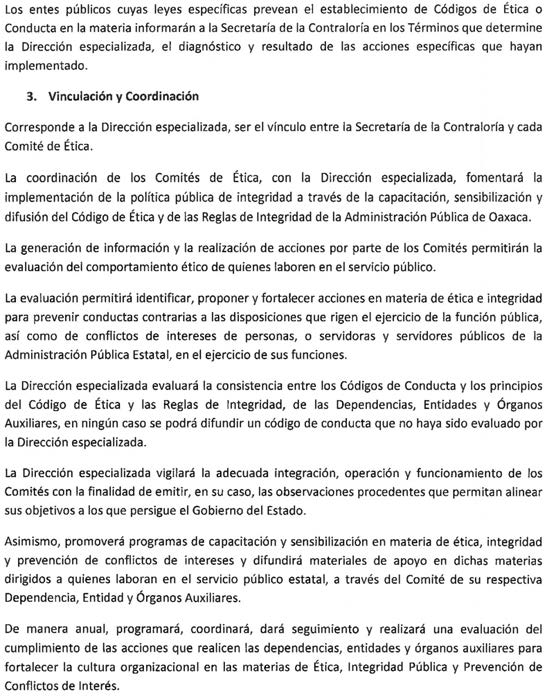 Los entes públicos cuyas leyes específicas prevean el establecimiento de Códigos de Ética o
Conducta en la materia informarán a la Secretaría de la Contraloría en los Términos que determine
la Dirección especializada, el diagnóstico y resultado de las acciones específicas que hayan
implementado.
3. Vinculación y Coordinación
Corresponde a la Dirección especializada, ser el vínculo entre la Secretaría de la Contraloría y cada
Comité de Ética.
La coordinación de los Comités de Ética, con la Dirección especializada, fomentará la
implementación de la política pública de integridad a través de la capacitación, sensibilización y
difusión del Código de Ética y de las Reglas de Integridad de la Administración Pública de Oaxaca.
La generación de información y la realización de acciones por parte de los Comités permitirán la
evaluación del comportamiento ético de quienes laboren en el servicio público.
La evaluación permitirá identificar, proponer y fortalecer acciones en materia de ética e integridad
para prevenir conductas contrarias a las disposiciones que rigen el ejercicio de la función pública,
así como de conflictos de intereses de personas, o servidoras y servidores públicos de la
Administración Pública Estatal, en el ejercicio de sus funciones.
La Dirección especializada evaluará la consistencia entre los Códigos de Conducta y los principios
del Código de Ética y las Reglas de Integridad, de las Dependencias, Entidades y Órganos
Auxiliares, en ningún caso se podrá difundir un código de conducta que no haya sido evaluado por
la Dirección especializada.
La Dirección especializada vigilará la adecuada integración, operación y funcionamiento de los
Comités con la finalidad de emitir, en su caso, las observaciones procedentes que permitan alinear
sus objetivos a los que persigue el Gobierno del Estado.
Asimismo, promoverá programas de capacitación y sensibilización en materia de ética, integridad
y prevención de conflictos de intereses y difundirá materiales de apoyo en dichas materias
dirigidos a quienes laboran en el servicio público estatal, a través del Comité de su respectiva
Dependencia, Entidad y Órganos Auxiliares.
De manera anual, programará, coordinará, dará seguimiento y realizará una evaluación del
cumplimiento de las acciones que realicen las dependencias, entidades y órganos auxiliares para
fortalecer la cultura organizacional en las materias de Ética, Integridad Pública y Prevención de
Conflictos de Interés.